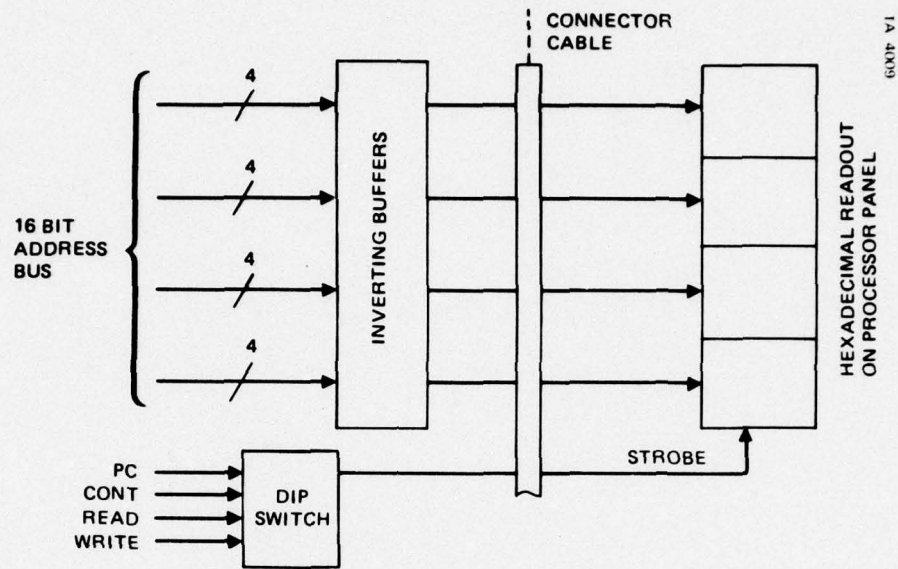 CONNECTOR
CABLE
1A 4009
4
4
4
4
16 BIT
ADDRESS
BUS
INVERTING BUFFERS
HEXADECIMAL READOUT
ON PROCESSOR PANEL
STROBE
PC
CONT
READ
WRITE
DIP
SWITCH